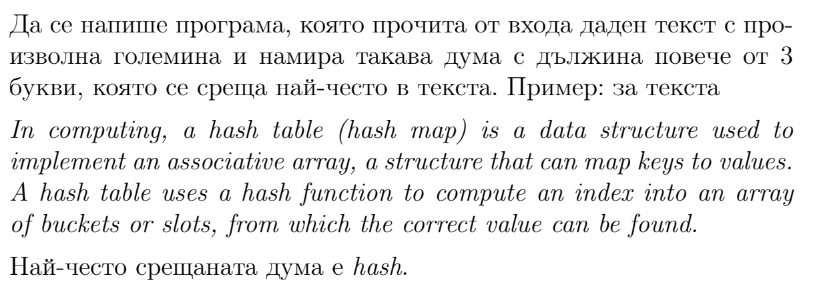 Да се напише програма, която прочита от входа даден текст с про-
изволна големина и намира такава дума с дължина повече от 3
букви, която се среща най-често в текста. Пример: за текста
In computing, a hash table (hash map) is a data structure used to
implement an associative array, a structure that can map keys to values.
A hash table uses a hash function to compute an index into an array
of buckets or slots, from which the correct value can be found.
Най-често срещаната дума е hash.